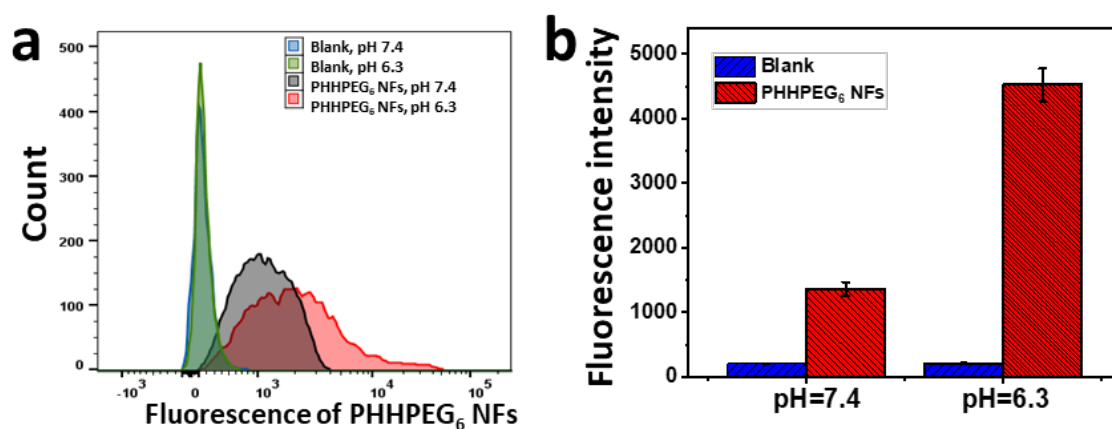 a
500
400
300
200
100
0
Count
Blank, pH 7.4
Blank, pH 6.3
PHHPEG₆ NFs, pH 7.4
PHHPEG₆ NFs, pH 6.3
-10³ 0 10³ 10⁴ 10⁵
Fluorescence of PHHPEG₆ NFs
b
5000
4000
3000
2000
1000
0
Fluorescence intensity
Blank
PHHPEG₆ NFs
pH=7.4 pH=6.3